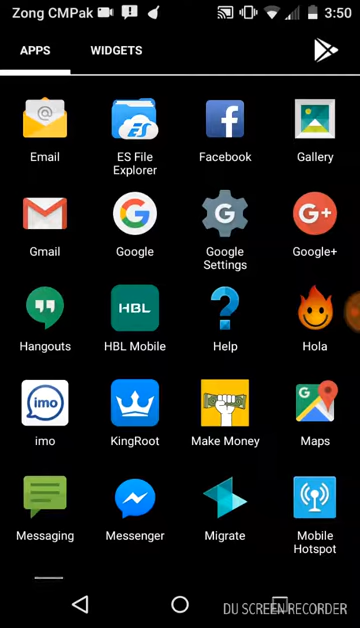 Zong CMPak 3:50
APPS WIDGETS
Email
ES File
Explorer
Facebook
Gallery
Gmail
Google
Google
Settings
Google+
Hangouts
HBL
HBL Mobile
Help
Hola
imo
imo
KingRoot
Make Money
Maps
Messaging
Messenger
Migrate
Mobile
Hotspot
DU SCREEN RECORDER